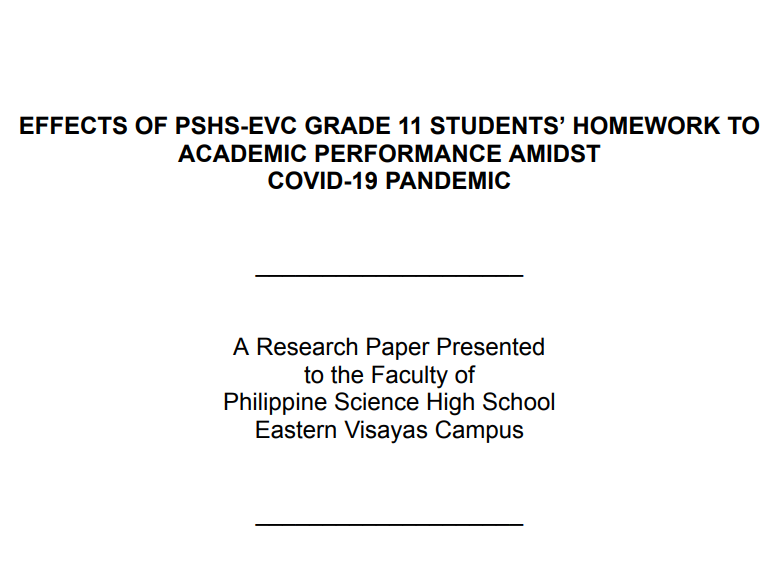 EFFECTS OF PSHS-EVC GRADE 11 STUDENTS’ HOMEWORK TO
ACADEMIC PERFORMANCE AMIDST
COVID-19 PANDEMIC
A Research Paper Presented
to the Faculty of
Philippine Science High School
Eastern Visayas Campus